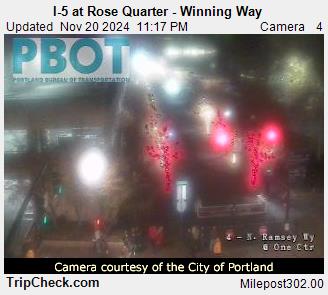 I-5 at Rose Quarter - Winning Way
Updated Nov 20 2024 11:17 PM Camera 4
PBOT
PORTLAND BUREAU OF TRANSPORTATION
4 - N. Ramsey Wy
@ One Ctr
Camera courtesy of the City of Portland
TripCheck.com Milepost302.00